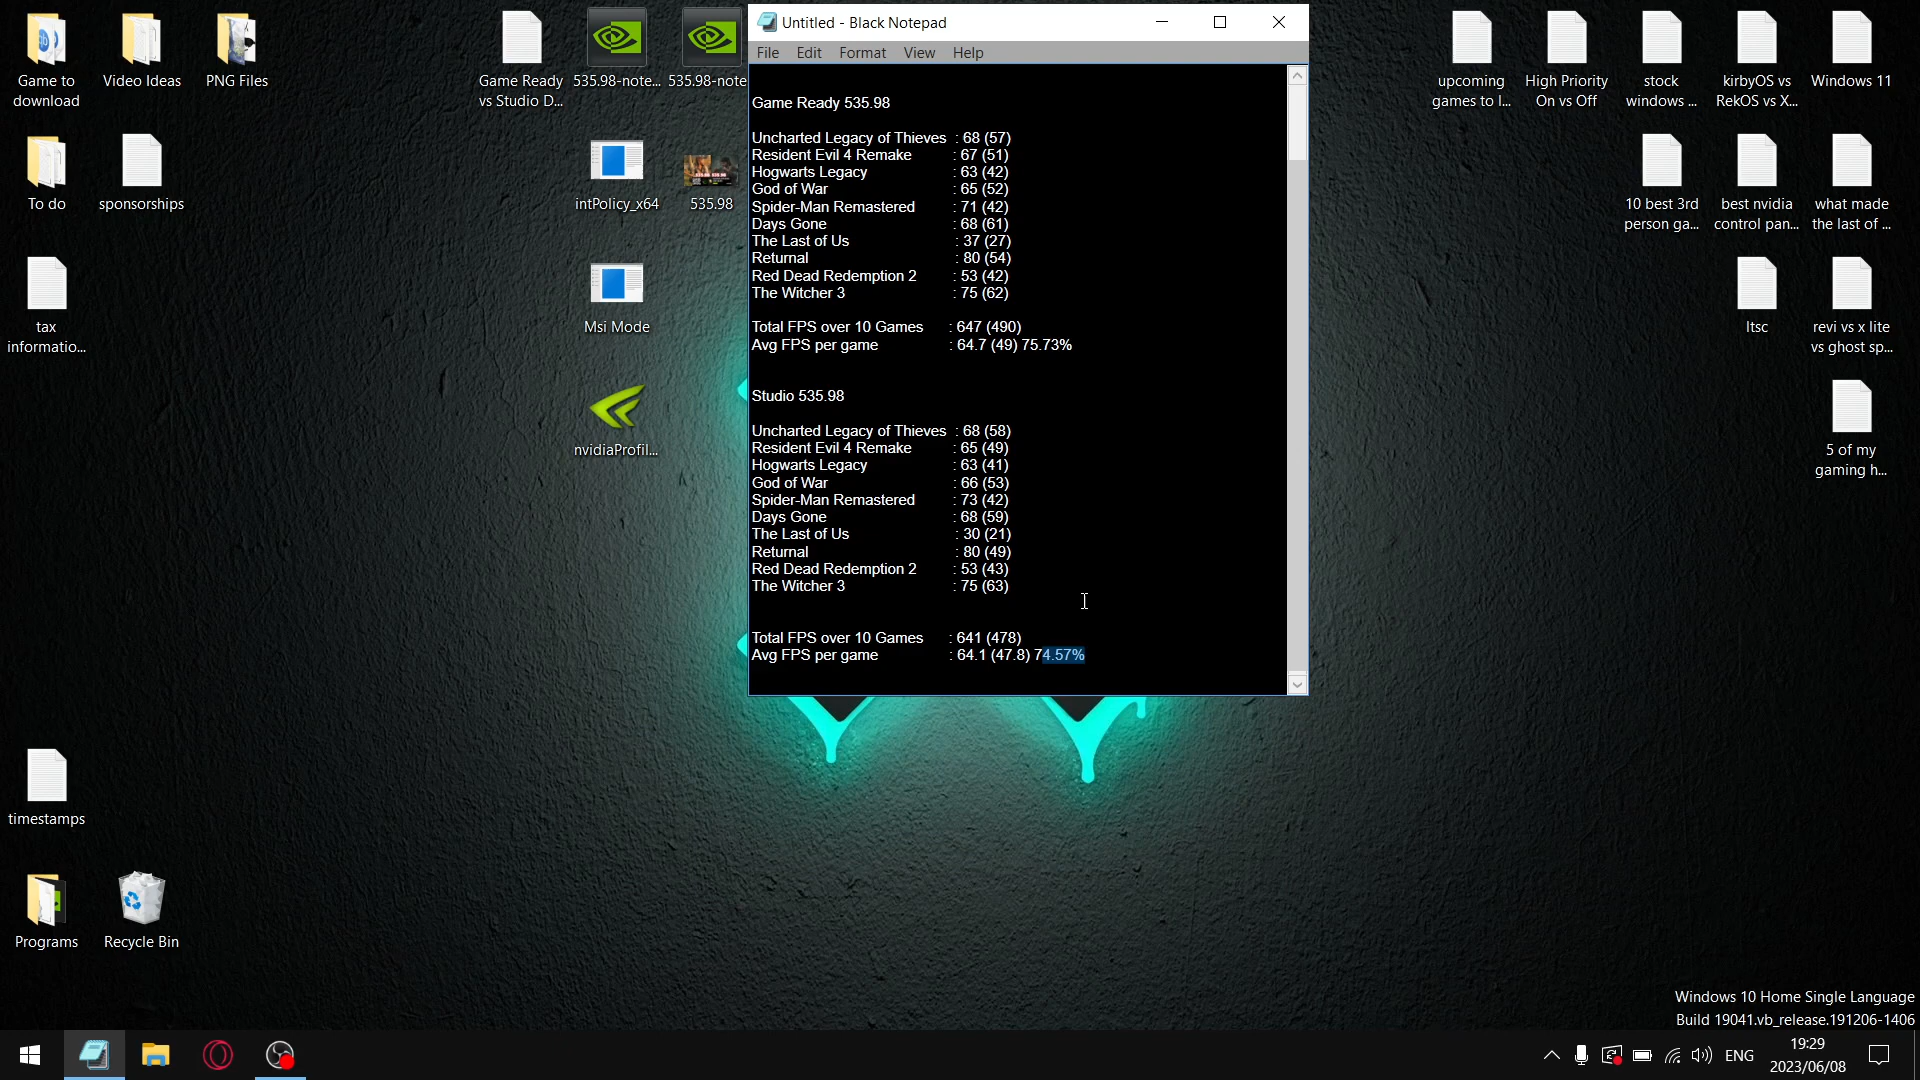 Game to
download
Video Ideas
PNG Files
Game Ready
vs Studio D...
535.98-note...
535.98-note
To do
sponsorships
intPolicy_x64
535.98
tax
informatio...
Msi Mode
nvidiaProfil...
timestamps
Programs
Recycle Bin
Untitled - Black Notepad
File Edit Format View Help
Game Ready 535.98
Uncharted Legacy of Thieves : 68 (57)
Resident Evil 4 Remake : 67 (51)
Hogwarts Legacy : 63 (42)
God of War : 65 (52)
Spider-Man Remastered : 71 (42)
Days Gone : 68 (61)
The Last of Us : 37 (27)
Returnal : 80 (54)
Red Dead Redemption 2 : 53 (42)
The Witcher 3 : 75 (62)
Total FPS over 10 Games : 647 (490)
Avg FPS per game : 64.7 (49) 75.73%
Studio 535.98
Uncharted Legacy of Thieves : 68 (58)
Resident Evil 4 Remake : 65 (49)
Hogwarts Legacy : 63 (41)
God of War : 66 (53)
Spider-Man Remastered : 73 (42)
Days Gone : 68 (59)
The Last of Us : 30 (21)
Returnal : 80 (49)
Red Dead Redemption 2 : 53 (43)
The Witcher 3 : 75 (63)
Total FPS over 10 Games : 641 (478)
Avg FPS per game : 64.1 (47.8) 74.57%
upcoming
games to l...
High Priority
On vs Off
stock
windows ...
kirbyOS vs
RekOS vs X...
Windows 11
10 best 3rd
person ga...
best nvidia
control pan...
what made
the last of ...
ltsc
revi vs x lite
vs ghost sp...
5 of my
gaming h...
Windows 10 Home Single Language
Build 19041.vb_release.191206-1406
ENG
19:29
2023/06/08